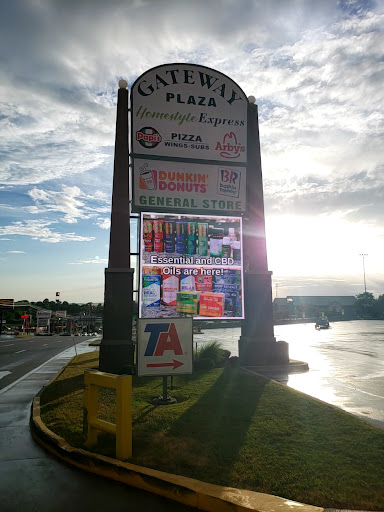 GATEWAY
PLAZA
Homestyle Express
PIZZA
WINGS-SUBS
Arby's
DUNKIN'
DONUTS
BR
GENERAL STORE
Essential and CBD
Oils are here!
TA